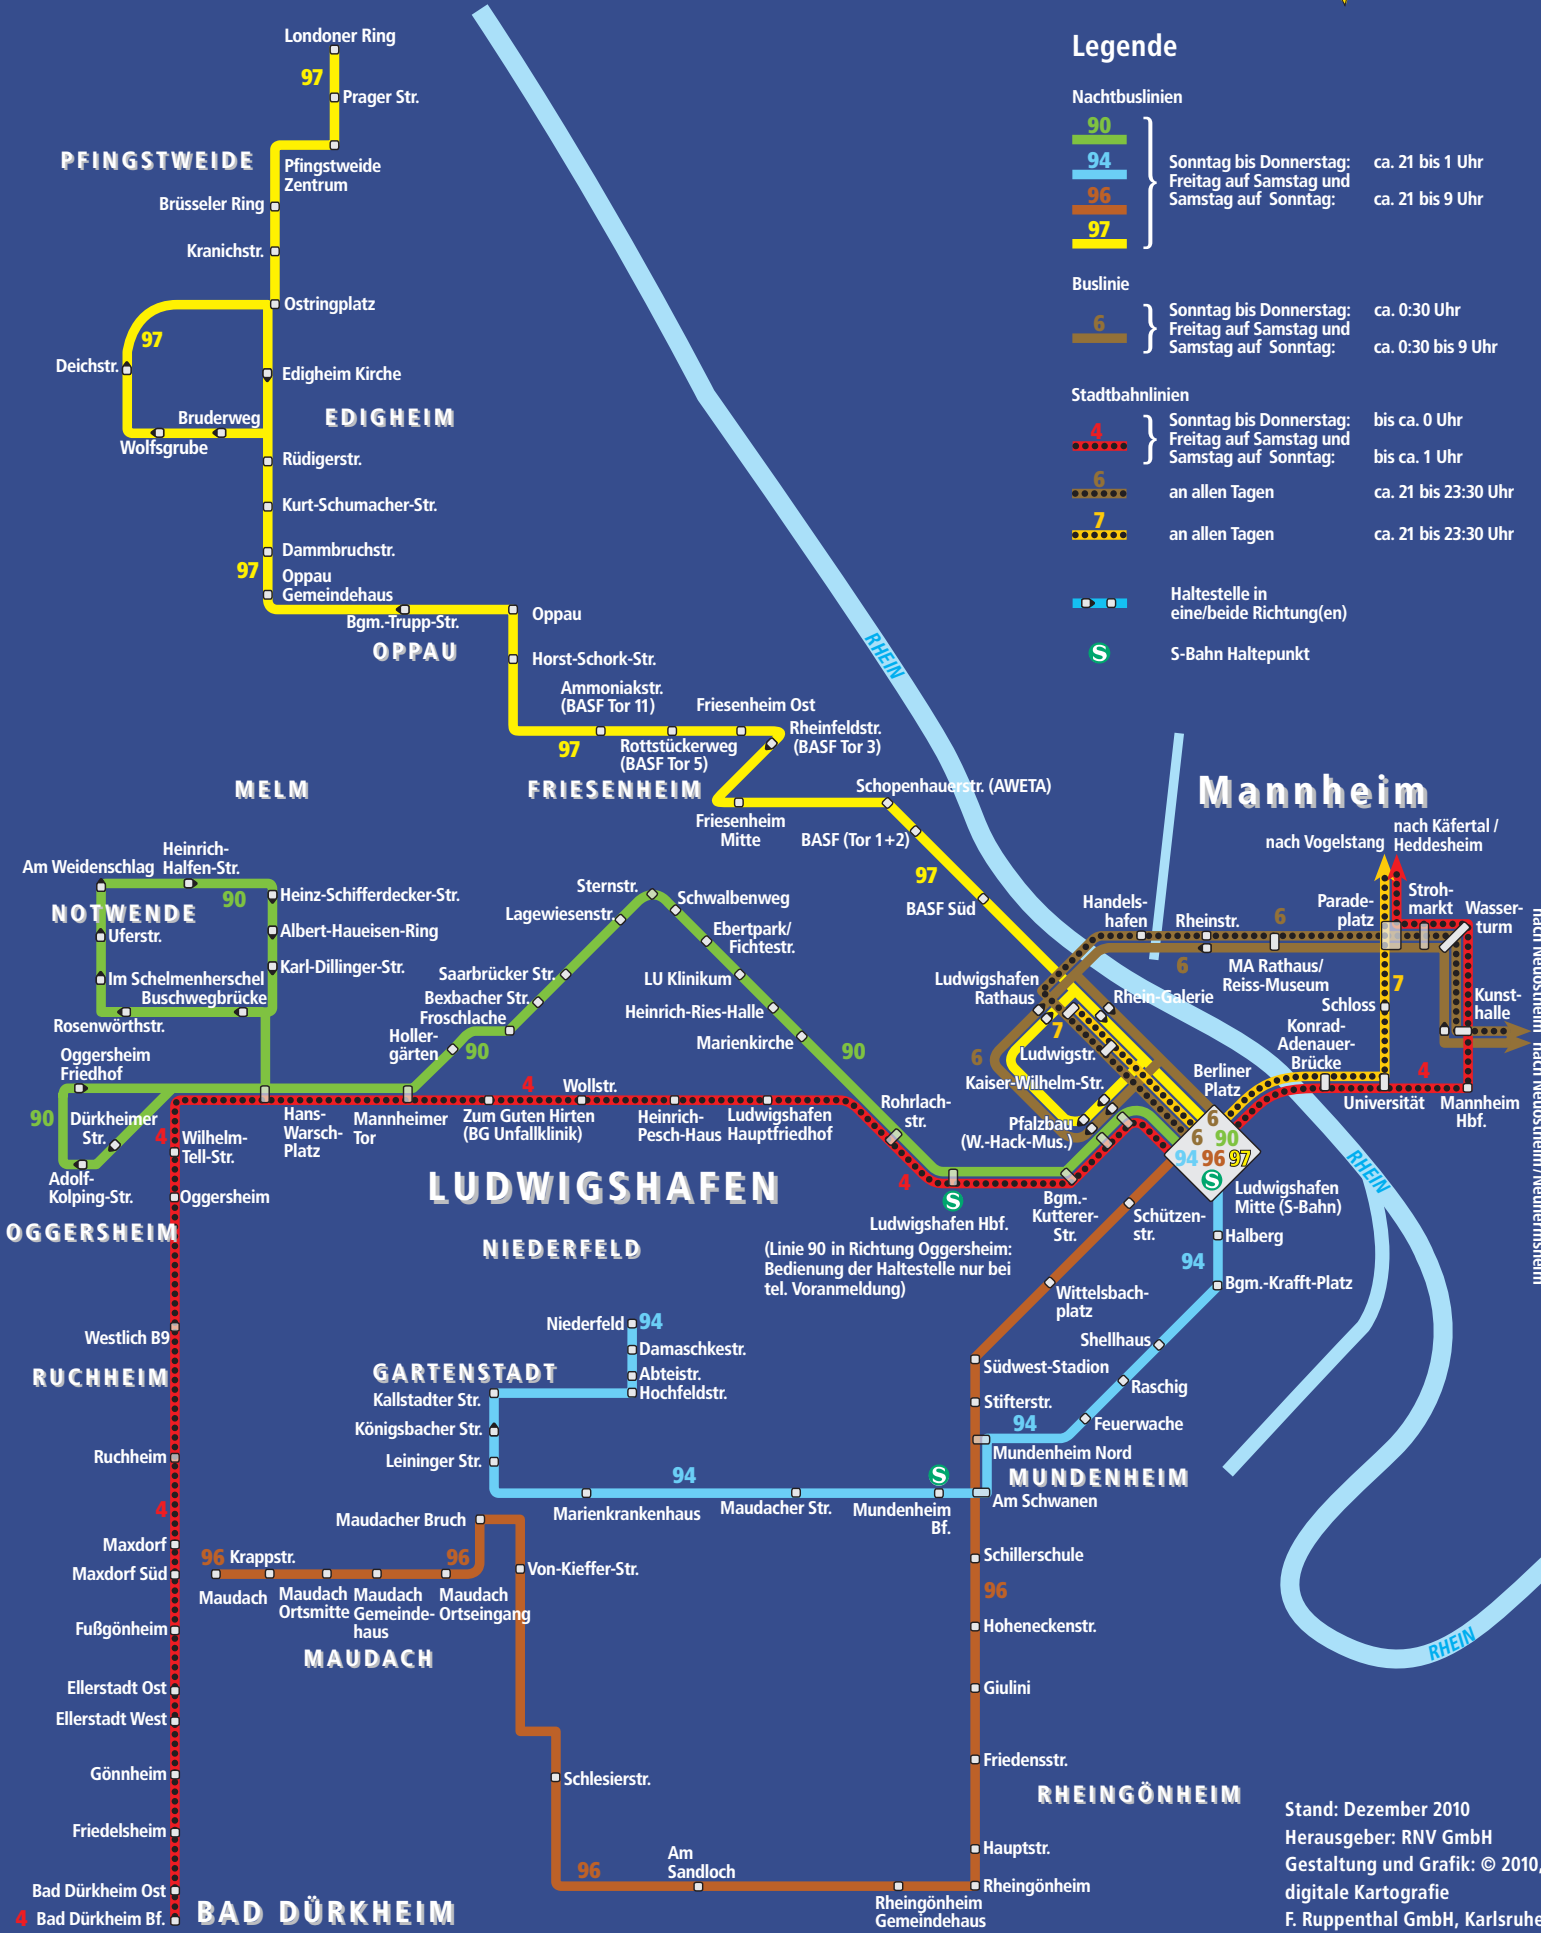 Londoner Ring
97
Prager Str.
PFINGSTWEIDE
Pfingstweide
Zentrum
Brüsseler Ring
Kranichstr.
Ostringplatz
97
Deichstr.
Edigheim Kirche
Bruderweg
EDIGHEIM
Wolfsgrube
Rüdigerstr.
Kurt-Schumacher-Str.
Dammbruchstr.
97
Oppau
Gemeindehaus
Bgm.-Trupp-Str.
Oppau
OPPAU
Horst-Schork-Str.
Ammoniakstr.
(BASF Tor 11)
Friesenheim Ost
97
Rottstückerweg
(BASF Tor 5)
Rheinfeldstr.
(BASF Tor 3)
FRIESENHEIM
Friesenheim
Mitte
Schopenhauerstr. (AWETA)
BASF (Tor 1+2)
97
BASF Süd
RHEIN
Legende
Nachtbuslinien
90
94
96
97
Sonntag bis Donnerstag: ca. 21 bis 1 Uhr
Freitag auf Samstag und
Samstag auf Sonntag: ca. 21 bis 9 Uhr
Buslinie
6
Sonntag bis Donnerstag: ca. 0:30 Uhr
Freitag auf Samstag und
Samstag auf Sonntag: ca. 0:30 bis 9 Uhr
Stadtbahnlinien
4
Sonntag bis Donnerstag: bis ca. 0 Uhr
Freitag auf Samstag und
Samstag auf Sonntag: bis ca. 1 Uhr
6
an allen Tagen ca. 21 bis 23:30 Uhr
7
an allen Tagen ca. 21 bis 23:30 Uhr
Haltestelle in
eine/beide Richtung(en)
S
S-Bahn Haltepunkt
Mannheim
nach Vogelstang
nach Käfertal /
Heddesheim
Handels-
hafen
Rheinstr.
6
Parade-
platz
Stroh-
markt
Wasser-
turm
6
MA Rathaus/
Reiss-Museum
7
Schloss
Kunst-
halle
Konrad-
Adenauer-
Brücke
nach Neuostheim
nach Neuostheim/Neuhermsheim
4
Universität
Mannheim
Hbf.
Ludwigshafen
Rathaus
Rhein-Galerie
7
6
Ludwigstr.
Kaiser-Wilhelm-Str.
Berliner
Platz
Pfalzbau
(W.-Hack-Mus.)
6
6 90
94 96 97
S
Ludwigshafen
Mitte (S-Bahn)
RHEIN
MELM
Heinrich-
Halfen-Str.
Am Weidenschlag
90
Heinz-Schifferdecker-Str.
NOTWENDE
Uferstr.
Albert-Haueisen-Ring
Karl-Dillinger-Str.
Im Schelmenherschel
Buschwegbrücke
Rosenwörthstr.
Oggersheim
Friedhof
90
Dürkheimer
Str.
Adolf-
Kolping-Str.
Sternstr.
Schwalbenweg
Lagewiesenstr.
Ebertpark/
Fichtestr.
Saarbrücker Str.
LU Klinikum
Bexbacher Str.
Froschlache
Heinrich-Ries-Halle
Holler-
gärten
90
Marienkirche
90
4
Wollstr.
Rohrlach-
str.
Hans-
Warsch-
Platz
Mannheimer
Tor
Zum Guten Hirten
(BG Unfallklinik)
Heinrich-
Pesch-Haus
Ludwigshafen
Hauptfriedhof
4
Wilhelm-
Tell-Str.
Oggersheim
OGGERSHEIM
LUDWIGSHAFEN
4
S
Ludwigshafen Hbf.
(Linie 90 in Richtung Oggersheim:
Bedienung der Haltestelle nur bei
tel. Voranmeldung)
Bgm.-
Kutterer-
Str.
Schützen-
str.
Halberg
94
Bgm.-Krafft-Platz
NIEDERFELD
Wittelsbach-
platz
Shellhaus
Westlich B9
Niederfeld
94
Damaschkestr.
GARTENSTADT
Abteistr.
Hochfeldstr.
Kallstadter Str.
Südwest-Stadion
Raschig
RUCHHEIM
Stifterstr.
94
Feuerwache
Königsbacher Str.
Mundenheim Nord
Ruchheim
Leininger Str.
94
S
MUNDENHEIM
4
Marienkrankenhaus
Maudacher Str.
Mundenheim
Bf.
Am Schwanen
Maudacher Bruch
Maxdorf
96
Krappstr.
96
Von-Kieffer-Str.
Schillerschule
Maxdorf Süd
Maudach
Maudach
Ortsmitte
Maudach
Gemeinde-
haus
Maudach
Ortseingang
96
Fußgönheim
Hoheneckenstr.
MAUDACH
RHEIN
Ellerstadt Ost
Giulini
Ellerstadt West
Gönnheim
Schlesierstr.
Friedensstr.
RHEINGÖNHEIM
Friedelsheim
Hauptstr.
Am
Sandloch
96
Rheingönheim
Bad Dürkheim Ost
Rheingönheim
Gemeindehaus
4
Bad Dürkheim Bf.
BAD DÜRKHEIM
Stand: Dezember 2010
Herausgeber: RNV GmbH
Gestaltung und Grafik: © 2010,
digitale Kartografie
F. Ruppenthal GmbH, Karlsruhe